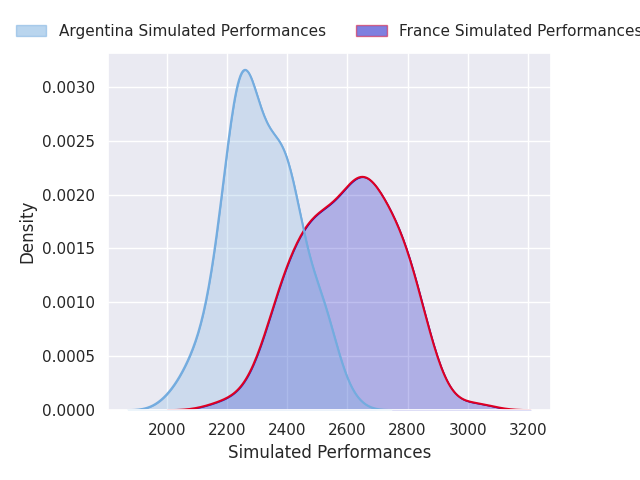 Argentina Simulated Performances France Simulated Performances
0.0030
0.0025
0.0020
0.0015
0.0010
0.0005
0.0000
Density
2000 2200 2400 2600 2800 3000 3200
Simulated Performances